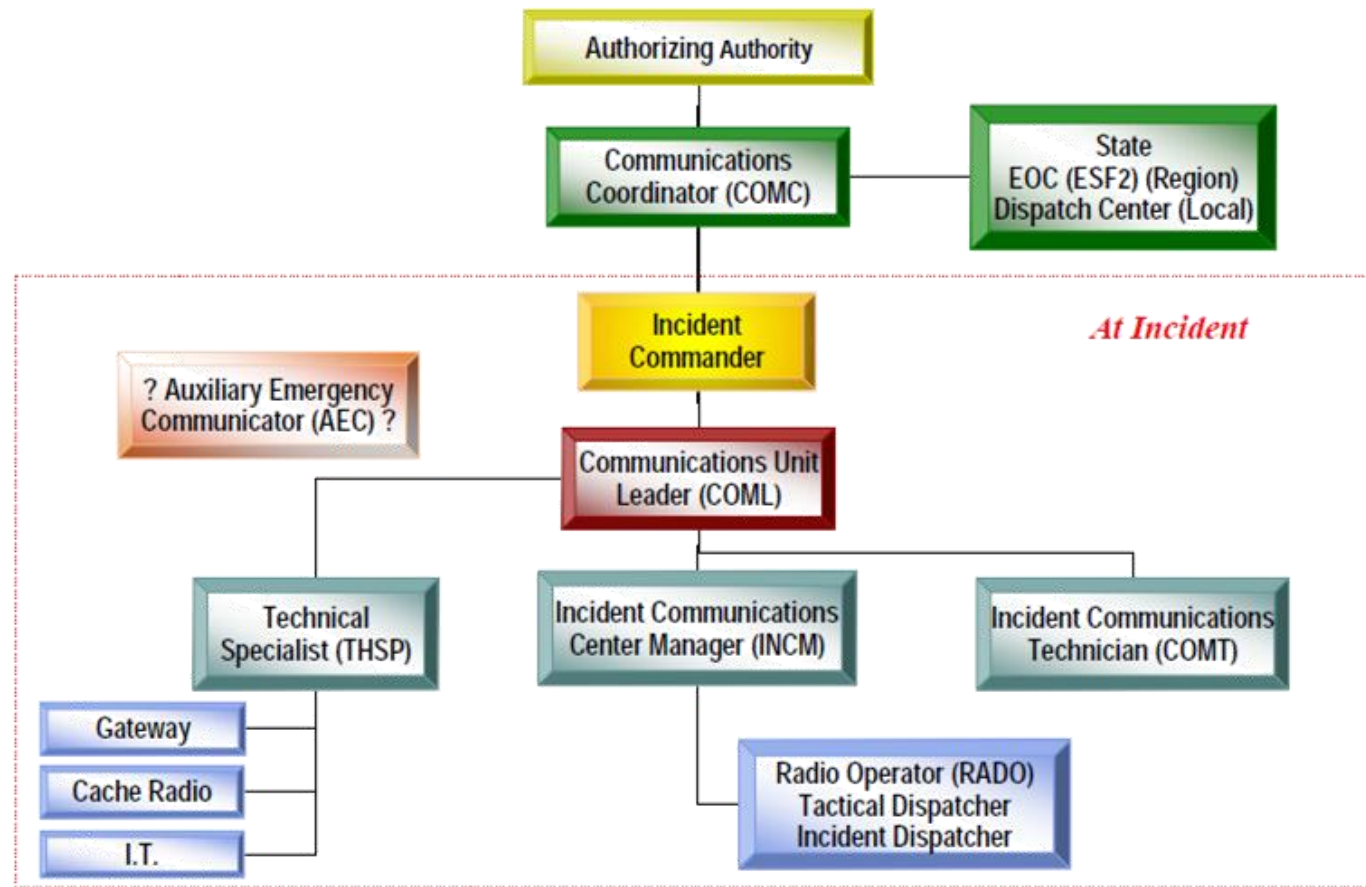 Authorizing Authority
Communications
Coordinator (COMC)
State
EOC (ESF2) (Region)
Dispatch Center (Local)
Incident
Commander
At Incident
? Auxiliary Emergency
Communicator (AEC) ?
Communications Unit
Leader (COML)
Technical
Specialist (THSP)
Incident Communications
Center Manager (INCM)
Incident Communications
Technician (COMT)
Gateway
Cache Radio
I.T.
Radio Operator (RADO)
Tactical Dispatcher
Incident Dispatcher